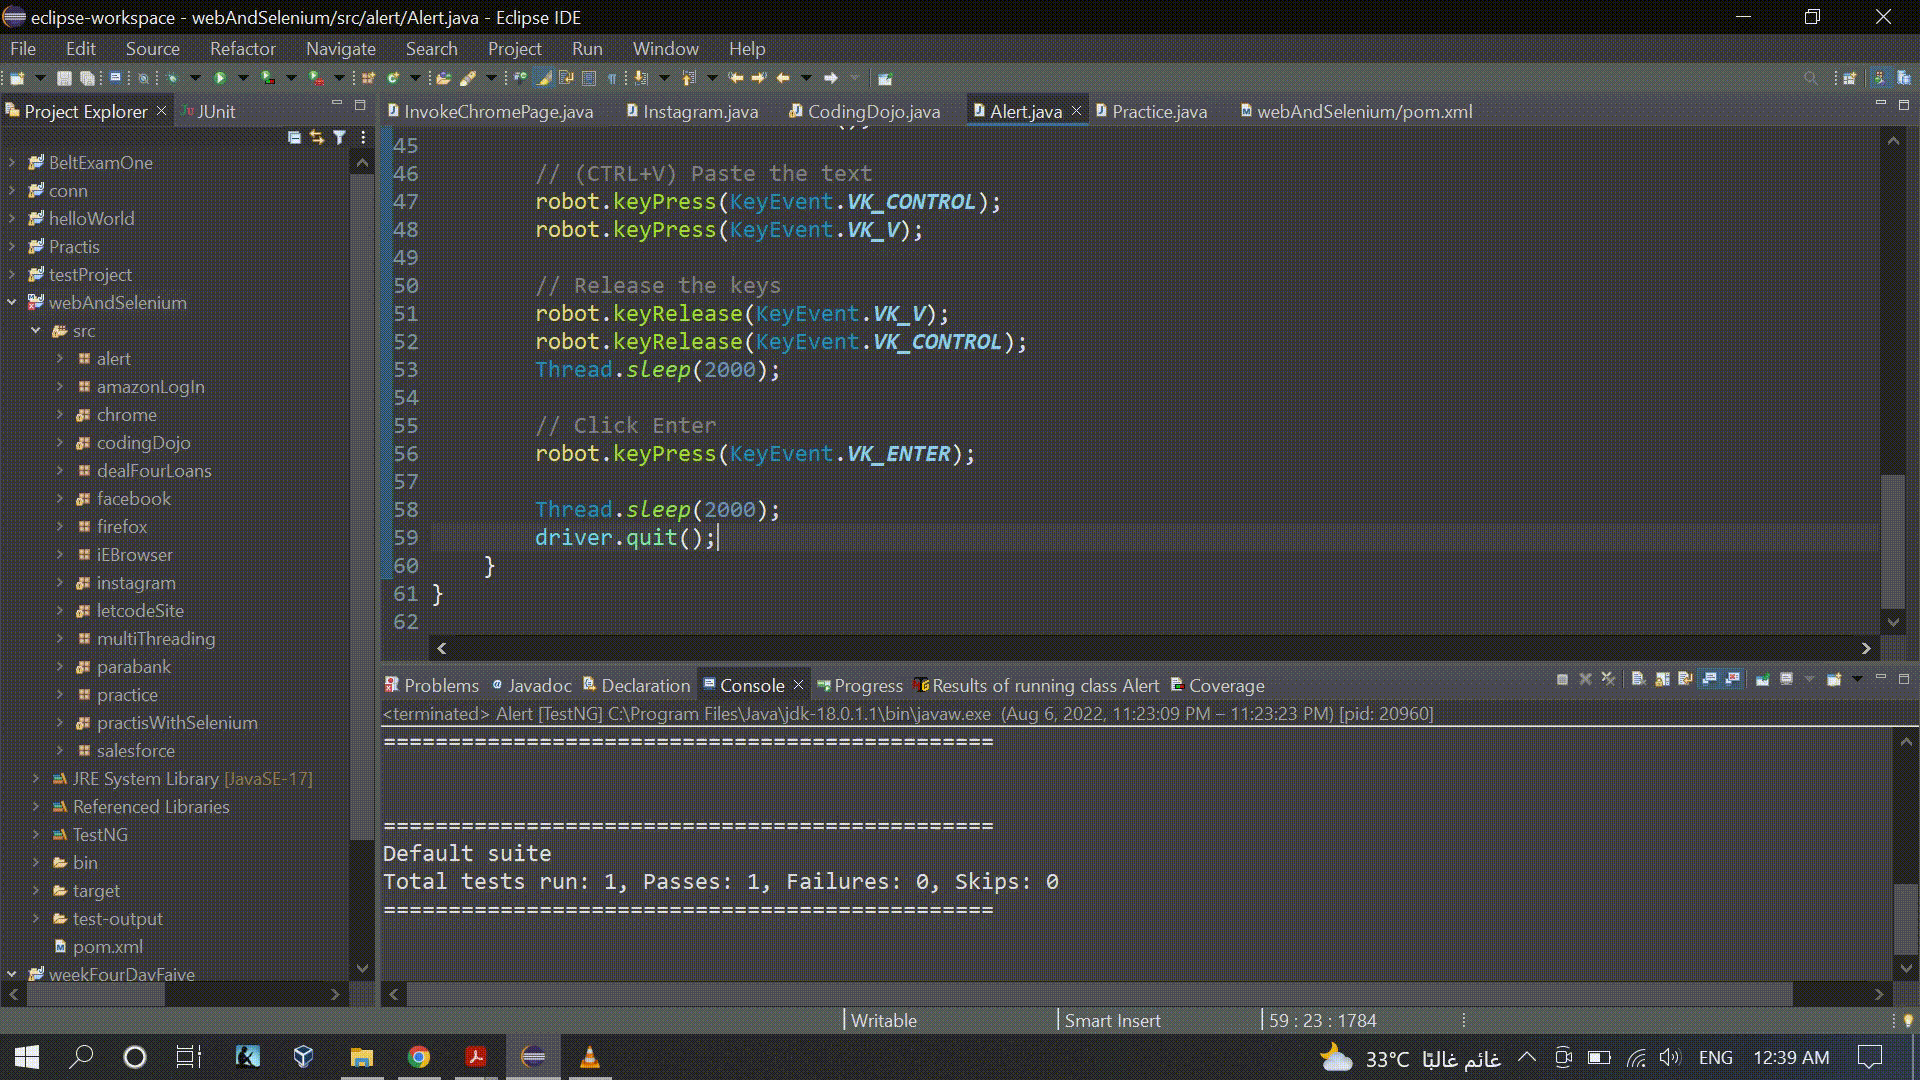 eclipse-workspace - webAndSelenium/src/alert/Alert.java - Eclipse IDE
File Edit Source Refactor Navigate Search Project Run Window Help
Project Explorer JUnit
InvokeChromePage.java Instagram.java CodingDojo.java Alert.java Practice.java webAndSelenium/pom.xml
BeltExamOne
conn
helloWorld
Practis
testProject
webAndSelenium
src
alert
amazonLogIn
chrome
codingDojo
dealFourLoans
facebook
firefox
iEBrowser
instagram
letcodeSite
multiThreading
parabank
practice
practisWithSelenium
salesforce
JRE System Library [JavaSE-17]
Referenced Libraries
TestNG
bin
target
test-output
pom.xml
weekFourDayFaive
45
46 // (CTRL+V) Paste the text
47 robot.keyPress(KeyEvent.VK_CONTROL);
48 robot.keyPress(KeyEvent.VK_V);
49
50 // Release the keys
51 robot.keyRelease(KeyEvent.VK_V);
52 robot.keyRelease(KeyEvent.VK_CONTROL);
53 Thread.sleep(2000);
54
55 // Click Enter
56 robot.keyPress(KeyEvent.VK_ENTER);
57
58 Thread.sleep(2000);
59 driver.quit();
60 }
61 }
62
Problems @ Javadoc Declaration Console Progress Results of running class Alert Coverage
<terminated> Alert [TestNG] C:\Program Files\Java\jdk-18.0.1.1\bin\javaw.exe (Aug 6, 2022, 11:23:09 PM – 11:23:23 PM) [pid: 20960]
===============================================
===============================================
Default suite
Total tests run: 1, Passes: 1, Failures: 0, Skips: 0
===============================================
Writable Smart Insert 59 : 23 : 1784
33°C غائم غالبًا ENG 12:39 AM